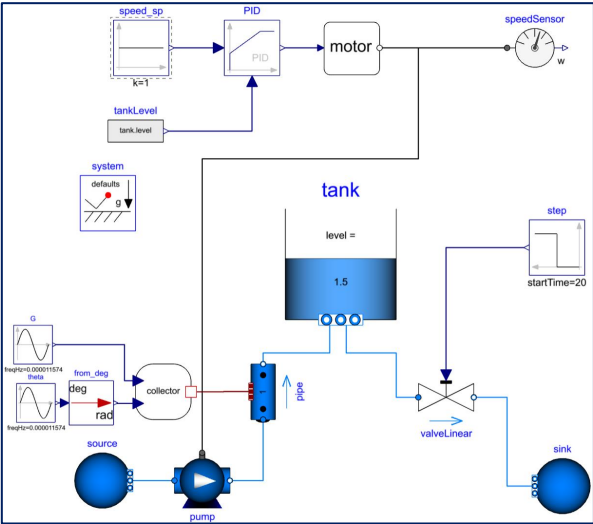 speed_sp
PID
PID
k=1
motor
speedSensor
w
tankLevel
tank.level
system
defaults
g
tank
level =
1.5
step
startTime=20
G
freqHz=0.000011574
theta
freqHz=0.000011574
from_deg
deg
rad
collector
1
pipe
valveLinear
source
pump
sink